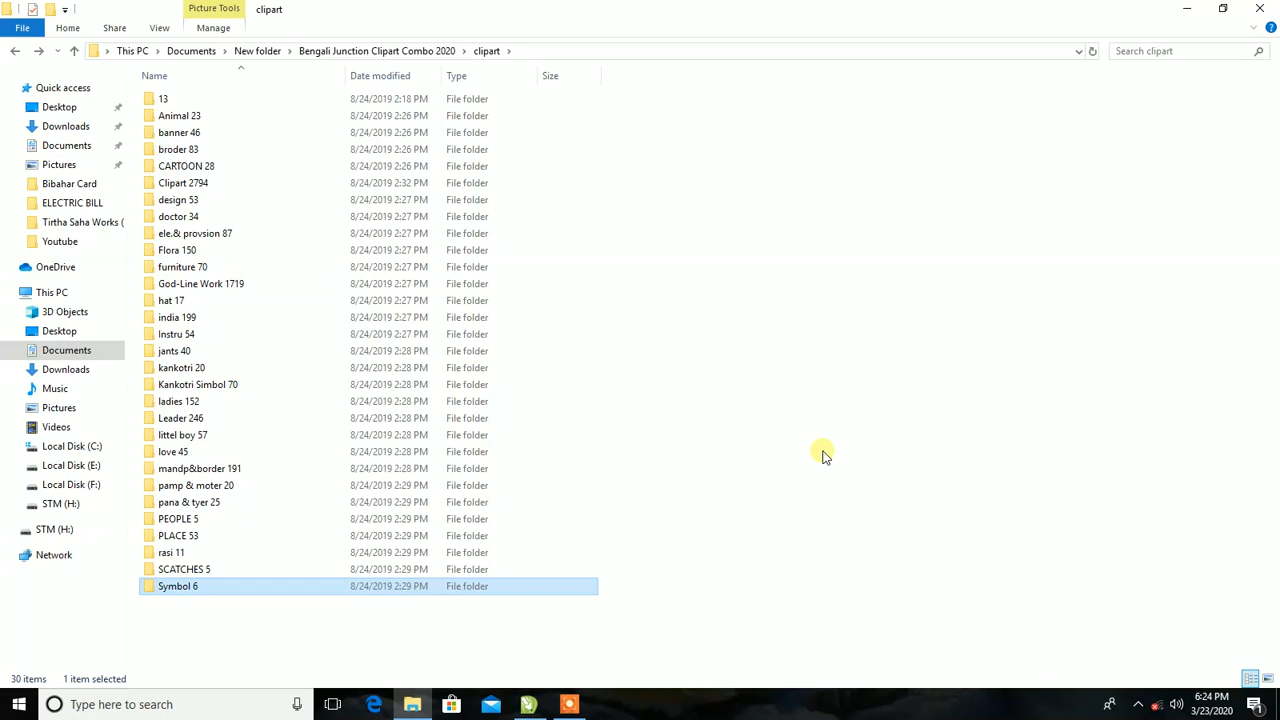 Picture Tools
clipart
File
Home
Share
View
Manage
This PC
Documents
New folder
Bengali Junction Clipart Combo 2020
clipart
Search clipart
Name
Date modified
Type
Size
Quick access
Desktop
Downloads
Documents
Pictures
Bibahar Card
ELECTRIC BILL
Tirtha Saha Works (
Youtube
OneDrive
This PC
3D Objects
Desktop
Documents
Downloads
Music
Pictures
Videos
Local Disk (C:)
Local Disk (E:)
Local Disk (F:)
STM (H:)
STM (H:)
Network
13 8/24/2019 2:18 PM File folder
Animal 23 8/24/2019 2:26 PM File folder
banner 46 8/24/2019 2:26 PM File folder
broder 83 8/24/2019 2:26 PM File folder
CARTOON 28 8/24/2019 2:26 PM File folder
Clipart 2794 8/24/2019 2:32 PM File folder
design 53 8/24/2019 2:27 PM File folder
doctor 34 8/24/2019 2:27 PM File folder
ele.& provsion 87 8/24/2019 2:27 PM File folder
Flora 150 8/24/2019 2:27 PM File folder
furniture 70 8/24/2019 2:27 PM File folder
God-Line Work 1719 8/24/2019 2:27 PM File folder
hat 17 8/24/2019 2:27 PM File folder
india 199 8/24/2019 2:27 PM File folder
Instru 54 8/24/2019 2:27 PM File folder
jants 40 8/24/2019 2:28 PM File folder
kankotri 20 8/24/2019 2:28 PM File folder
Kankotri Simbol 70 8/24/2019 2:28 PM File folder
ladies 152 8/24/2019 2:28 PM File folder
Leader 246 8/24/2019 2:28 PM File folder
littel boy 57 8/24/2019 2:28 PM File folder
love 45 8/24/2019 2:28 PM File folder
mandp&border 191 8/24/2019 2:28 PM File folder
pamp & moter 20 8/24/2019 2:29 PM File folder
pana & tyer 25 8/24/2019 2:29 PM File folder
PEOPLE 5 8/24/2019 2:29 PM File folder
PLACE 53 8/24/2019 2:29 PM File folder
rasi 11 8/24/2019 2:29 PM File folder
SCATCHES 5 8/24/2019 2:29 PM File folder
Symbol 6 8/24/2019 2:29 PM File folder
30 items
1 item selected
Type here to search
6:24 PM
3/23/2020